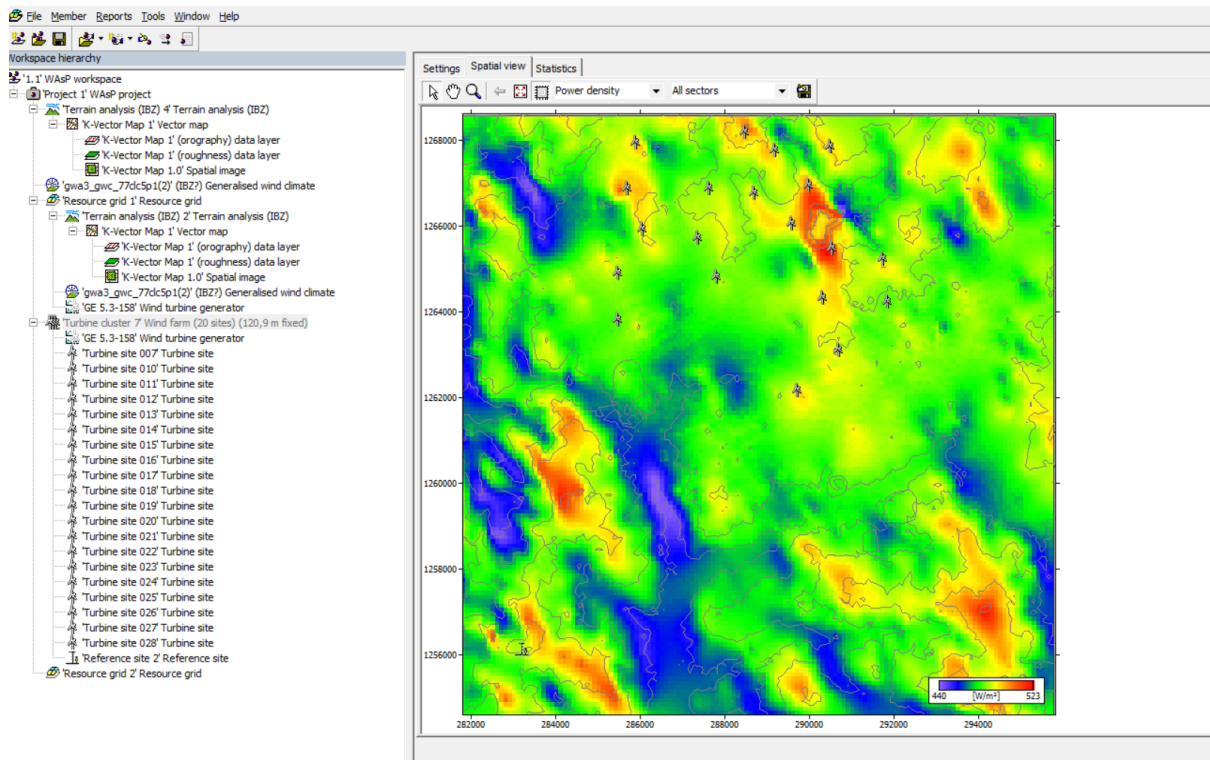 File Member Reports Tools Window Help
Workspace hierarchy
'1.1' WAsP workspace
'Project 1' WAsP project
'Terrain analysis (IBZ) 4' Terrain analysis (IBZ)
'K-Vector Map 1' Vector map
'K-Vector Map 1' (orography) data layer
'K-Vector Map 1' (roughness) data layer
'K-Vector Map 1.0' Spatial image
'gwa3_gwc_77dc5p1(2)' (IBZ?) Generalised wind climate
'Resource grid 1' Resource grid
'Terrain analysis (IBZ) 2' Terrain analysis (IBZ)
'K-Vector Map 1' Vector map
'K-Vector Map 1' (orography) data layer
'K-Vector Map 1' (roughness) data layer
'K-Vector Map 1.0' Spatial image
'gwa3_gwc_77dc5p1(2)' (IBZ?) Generalised wind climate
'GE 5.3-158' Wind turbine generator
'Turbine cluster 7' Wind farm (20 sites) (120,9 m fixed)
'GE 5.3-158' Wind turbine generator
'Turbine site 007' Turbine site
'Turbine site 010' Turbine site
'Turbine site 011' Turbine site
'Turbine site 012' Turbine site
'Turbine site 013' Turbine site
'Turbine site 014' Turbine site
'Turbine site 015' Turbine site
'Turbine site 016' Turbine site
'Turbine site 017' Turbine site
'Turbine site 018' Turbine site
'Turbine site 019' Turbine site
'Turbine site 020' Turbine site
'Turbine site 021' Turbine site
'Turbine site 022' Turbine site
'Turbine site 023' Turbine site
'Turbine site 024' Turbine site
'Turbine site 025' Turbine site
'Turbine site 026' Turbine site
'Turbine site 027' Turbine site
'Turbine site 028' Turbine site
'Reference site 2' Reference site
'Resource grid 2' Resource grid
Settings Spatial view Statistics
Power density All sectors
1268000
1266000
1264000
1262000
1260000
1258000
1256000
440 [W/m²] 523
282000 284000 286000 288000 290000 292000 294000